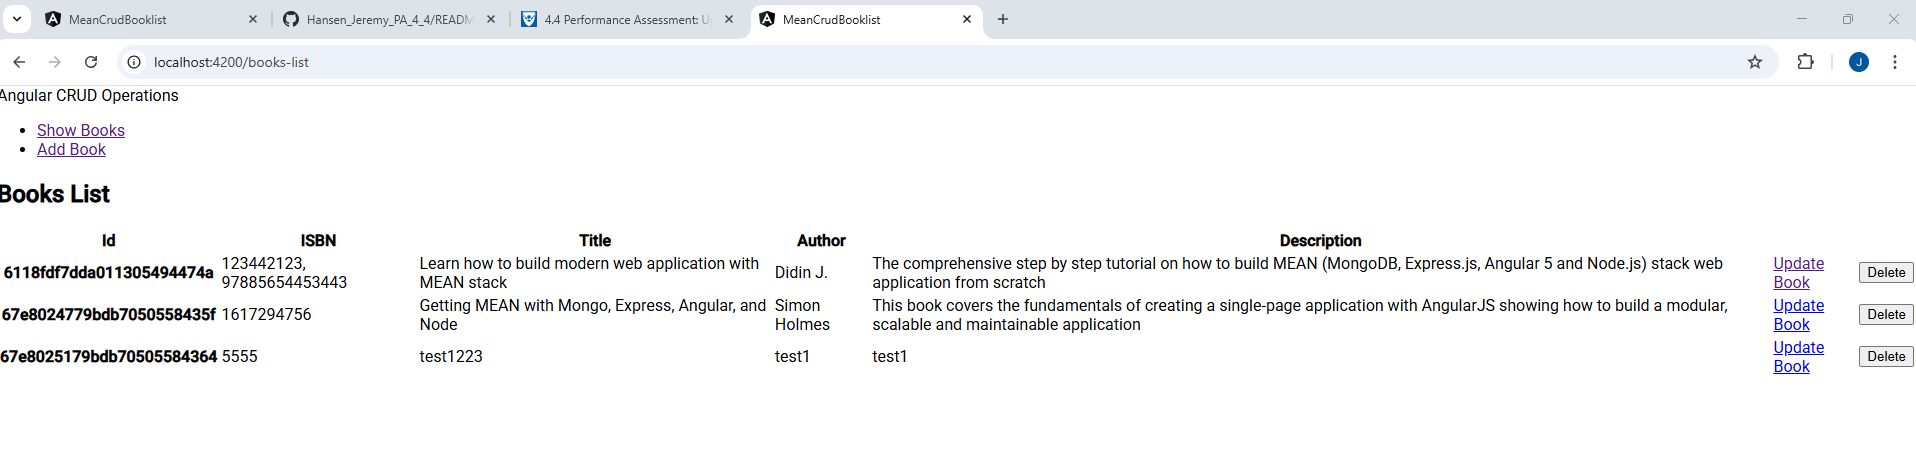 MeanCrudBooklist
Hansen_Jeremy_PA_4_4/READM
4.4 Performance Assessment: U
MeanCrudBooklist
localhost:4200/books-list
J
Angular CRUD Operations
Show Books
Add Book
Books List
Id ISBN Title Author Description
6118fdf7dda011305494474a 123442123, 97885654453443 Learn how to build modern web application with MEAN stack Didin J. The comprehensive step by step tutorial on how to build MEAN (MongoDB, Express.js, Angular 5 and Node.js) stack web application from scratch Update Book Delete
67e8024779bdb7050558435f 1617294756 Getting MEAN with Mongo, Express, Angular, and Node Simon Holmes This book covers the fundamentals of creating a single-page application with AngularJS showing how to build a modular, scalable and maintainable application Update Book Delete
67e8025179bdb70505584364 5555 test1223 test1 test1 Update Book Delete